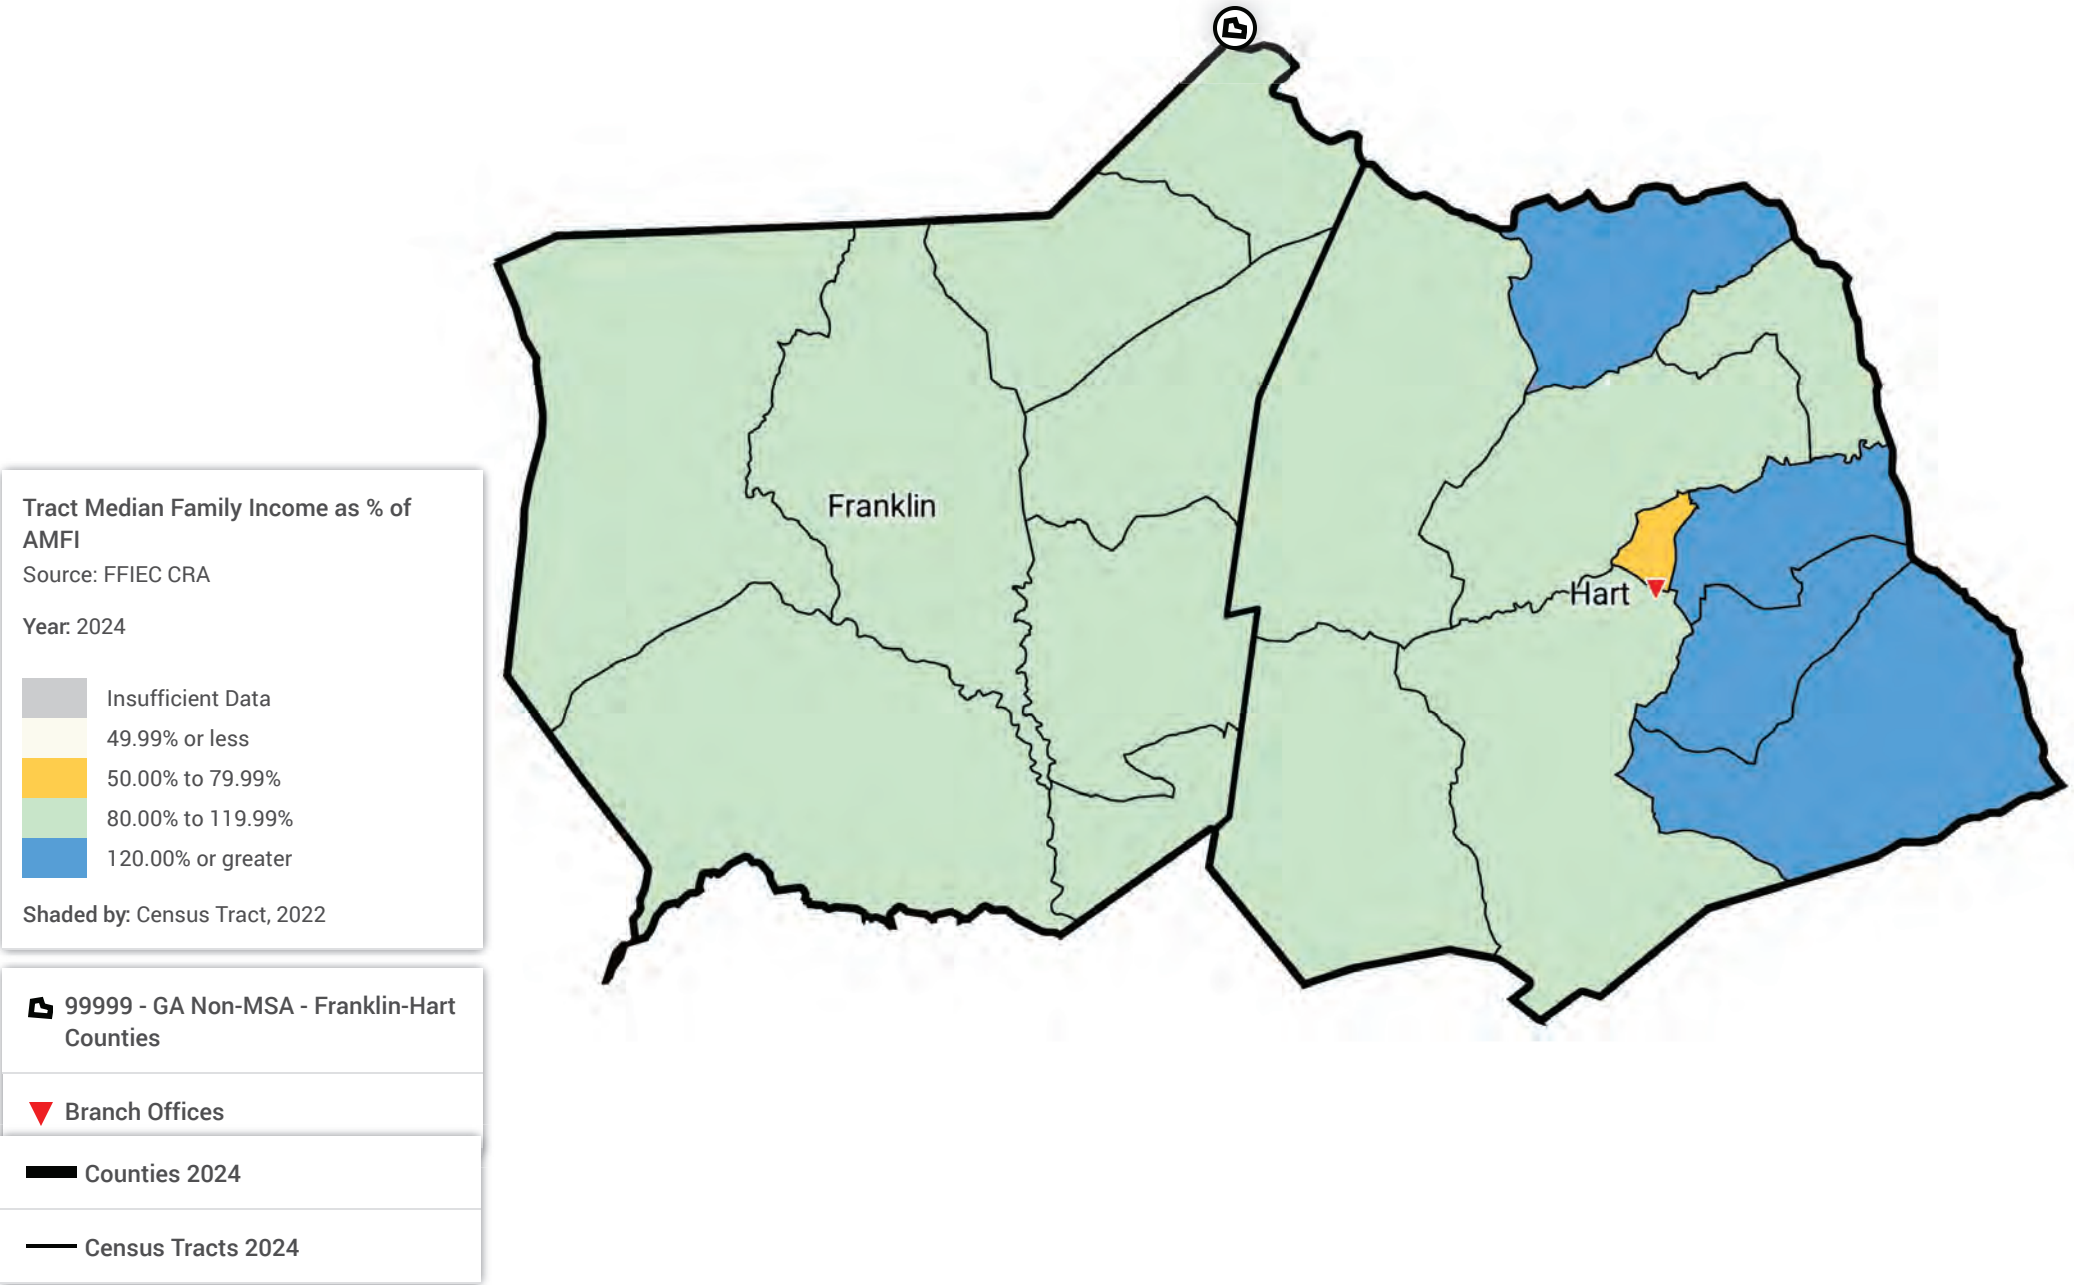 Franklin
Hart
Tract Median Family Income as % of
AMFI
Source: FFIEC CRA
Year: 2024
Insufficient Data
49.99% or less
50.00% to 79.99%
80.00% to 119.99%
120.00% or greater
Shaded by: Census Tract, 2022
99999 - GA Non-MSA - Franklin-Hart
Counties
Branch Offices
Counties 2024
Census Tracts 2024